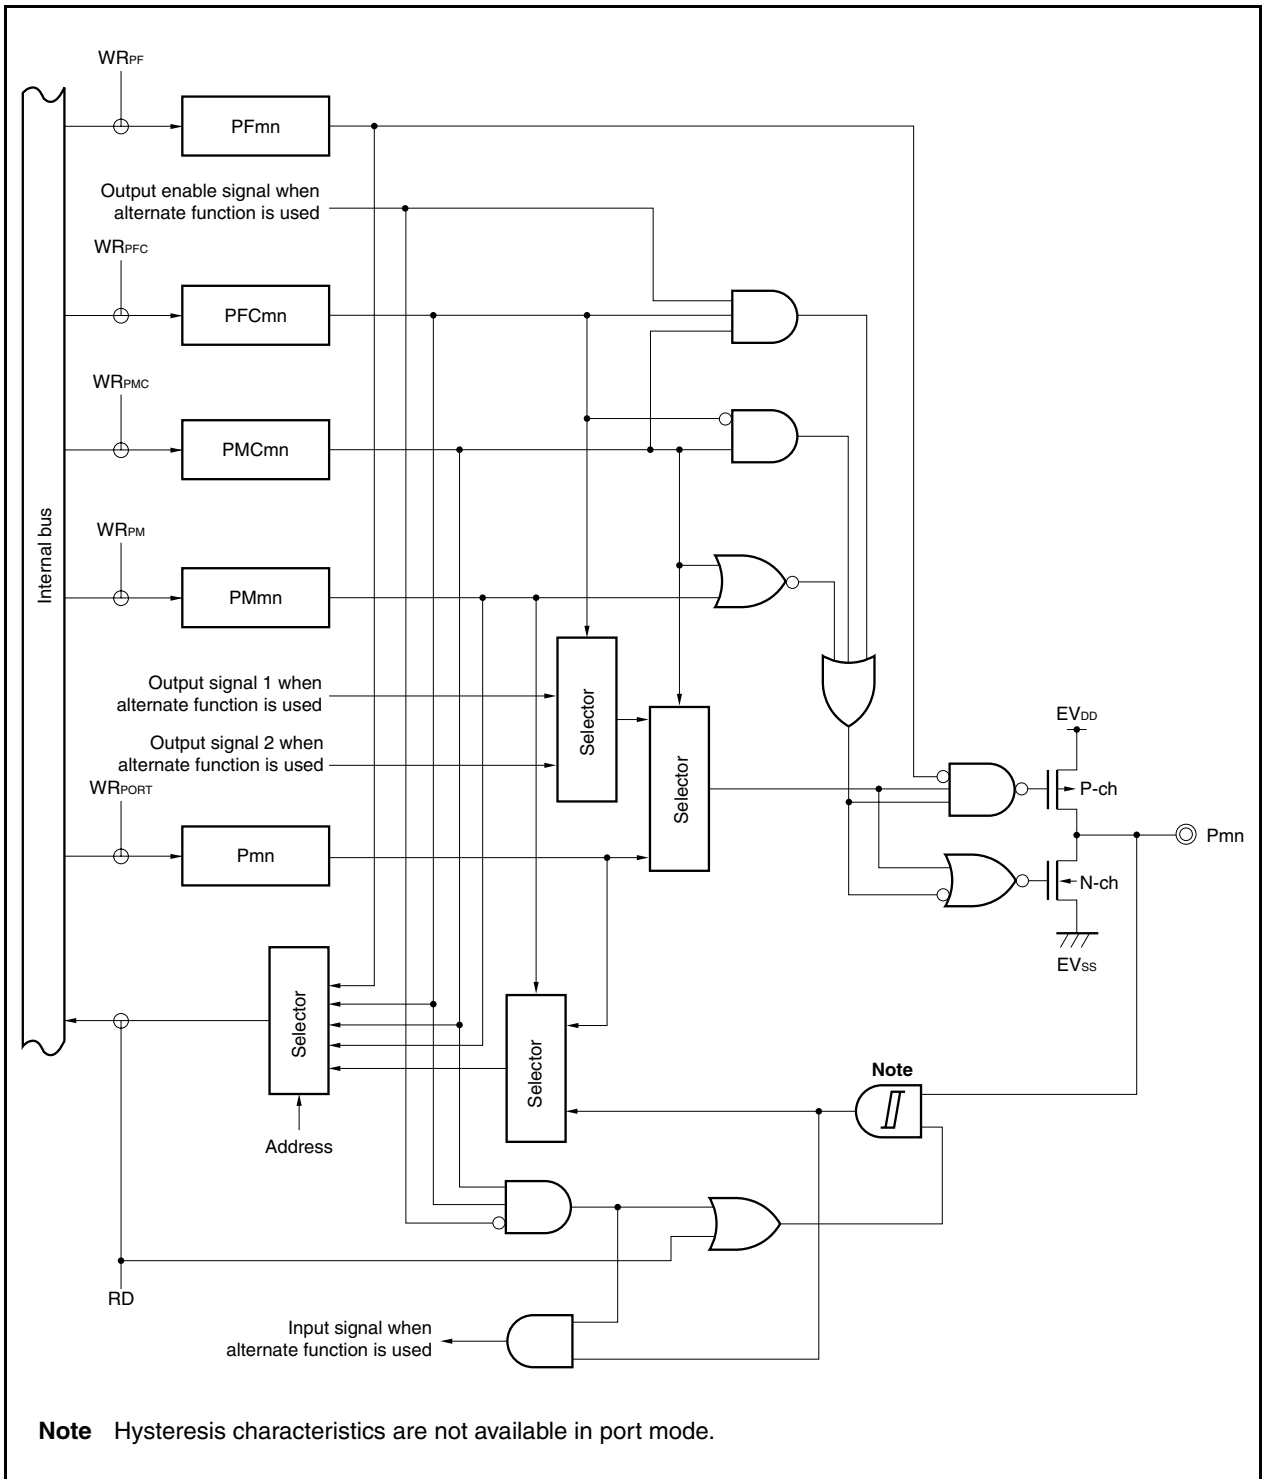 WRPF
PFmn
Output enable signal when
alternate function is used
WRPFC
PFCmn
WRPMC
PMCmn
Internal bus
WRPM
PMmn
Output signal 1 when
alternate function is used
Selector
Output signal 2 when
alternate function is used
Selector
EVDD
P-ch
WRPORT
Pmn
Pmn
N-ch
EVSS
Selector
Selector
Note
Address
RD
Input signal when
alternate function is used
Note Hysteresis characteristics are not available in port mode.